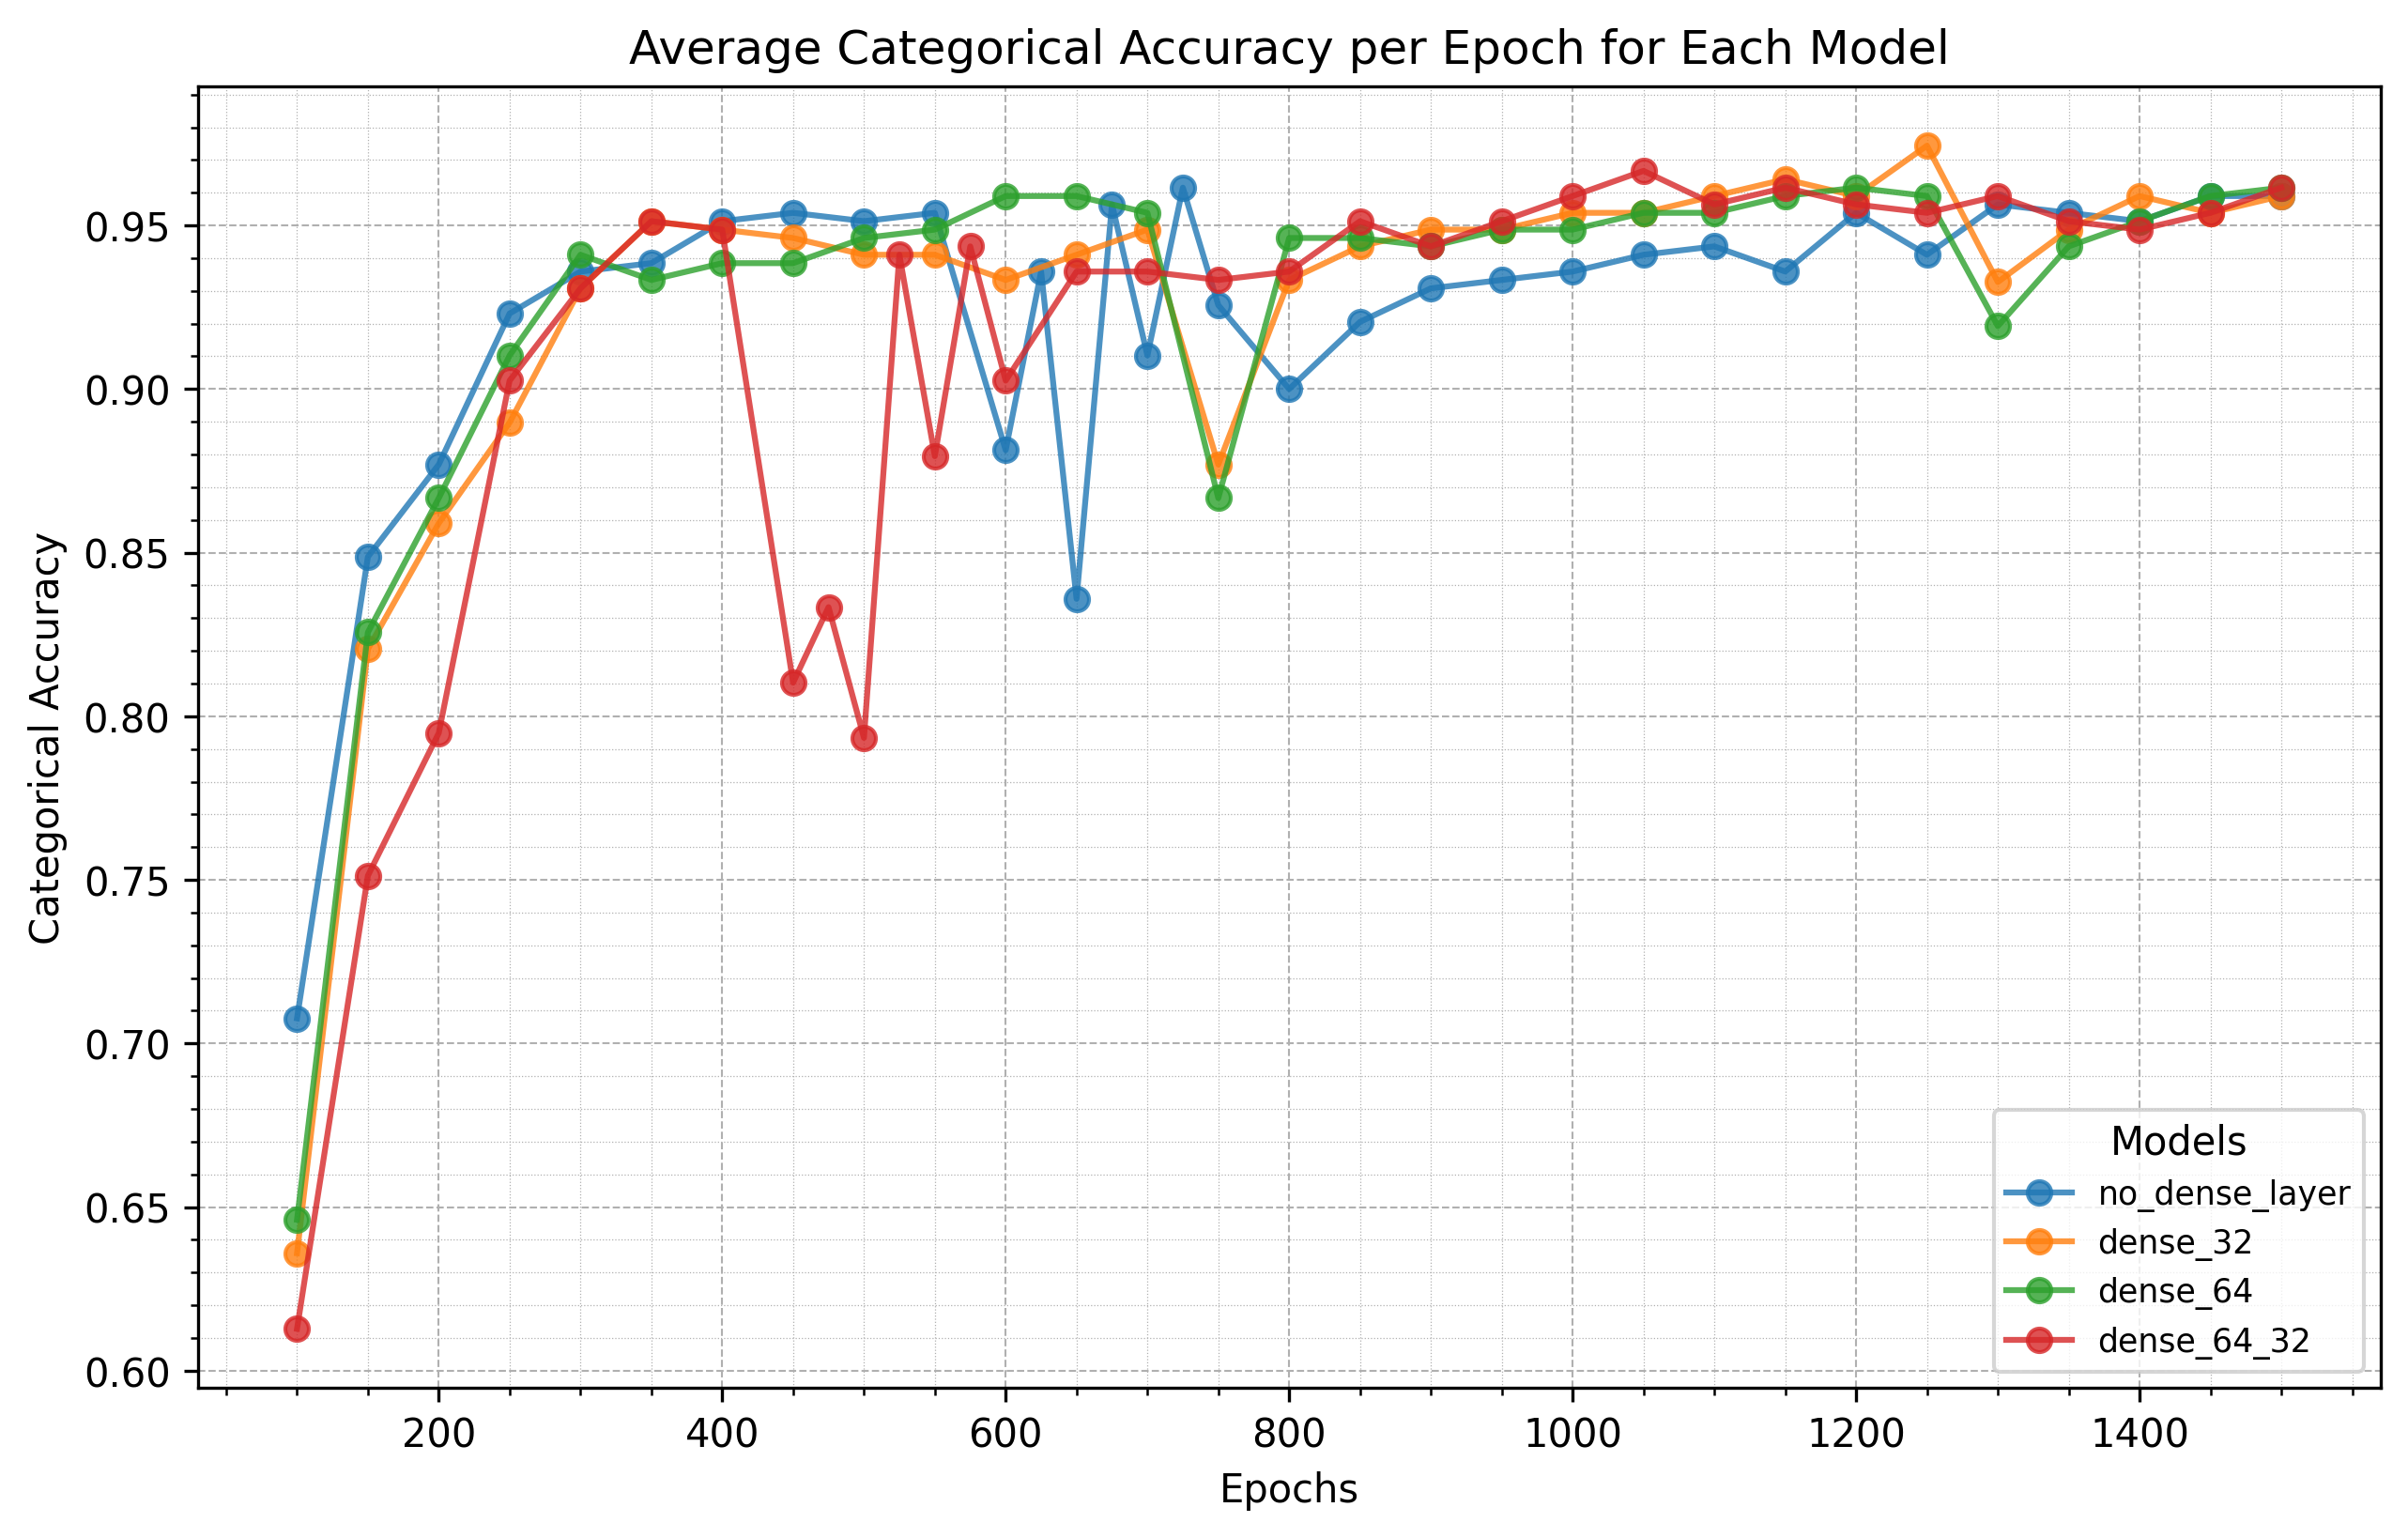 Average Categorical Accuracy per Epoch for Each Model
Categorical Accuracy
0.95
0.90
0.85
0.80
0.75
0.70
0.65
0.60
200 400 600 800 1000 1200 1400
Epochs
Models
no_dense_layer
dense_32
dense_64
dense_64_32